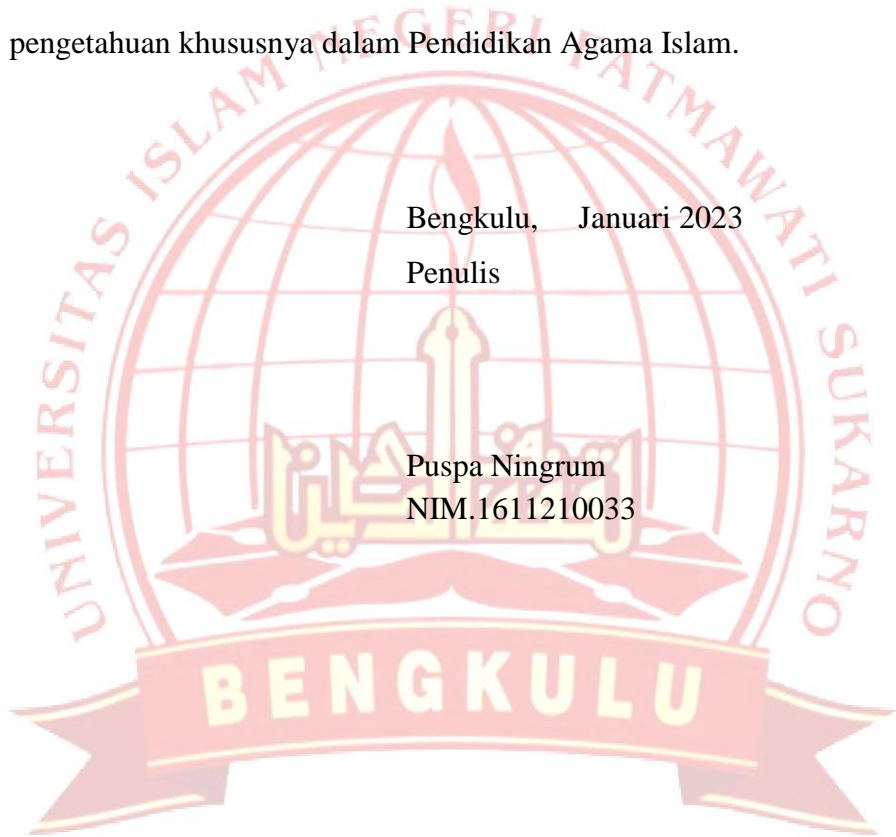 pengetahuan khususnya dalam Pendidikan Agama Islam.
UNIVERSITAS ISLAM NEGERI FATMAWATI SUKARNO
Bengkulu, Januari 2023
Penulis
Puspa Ningrum
NIM.1611210033
BENGKULU